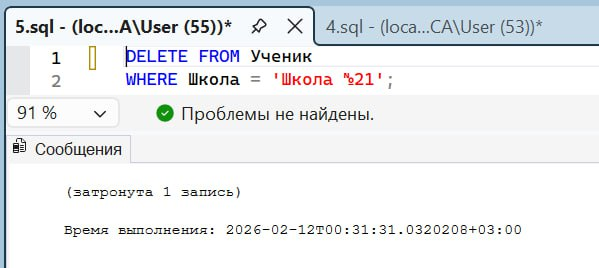 5.sql - (loc...A\User (55))*
4.sql - (loca...CA\User (53))*
1 DELETE FROM Ученик
2 WHERE Школа = 'Школа №21';
91 %
Проблемы не найдены.
Сообщения
(затронута 1 запись)
Время выполнения: 2026-02-12T00:31:31.0320208+03:00